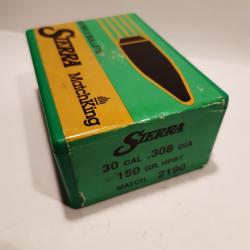 SIERRA
MatchKing
SIERRA
30 CAL .308 DIA
150 GR. HPBT
MATCH 2190